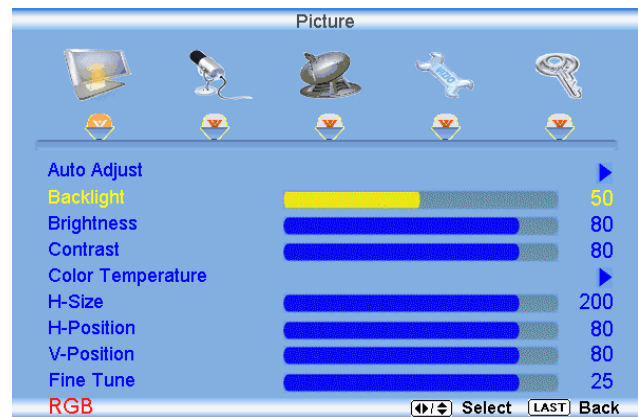 Picture
VIZIO
Auto Adjust
Backlight 50
Brightness 80
Contrast 80
Color Temperature
H-Size 200
H-Position 80
V-Position 80
Fine Tune 25
RGB Select LAST Back